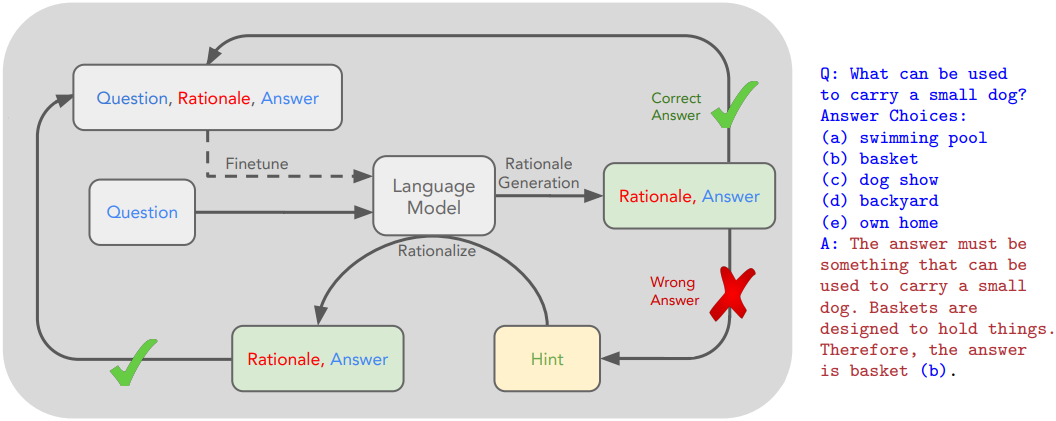 Question, Rationale, Answer
Finetune
Question
Language
Model
Rationale
Generation
Correct
Answer
Rationale, Answer
Rationalize
Wrong
Answer
Rationale, Answer
Hint
Q: What can be used
to carry a small dog?
Answer Choices:
(a) swimming pool
(b) basket
(c) dog show
(d) backyard
(e) own home
A: The answer must be
something that can be
used to carry a small
dog. Baskets are
designed to hold things.
Therefore, the answer
is basket (b).